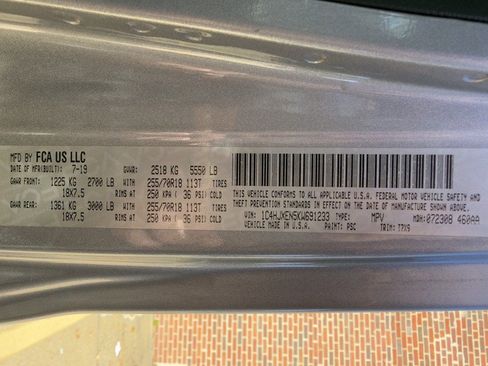 MFD BY FCA US LLC
DATE OF MFR(BUILT): 7-19 GVWR: 2518 KG 5550 LB
GAWR FRONT: 1225 KG 2700 LB WITH 255/70R18 113T TIRES
18X7.5 RIMS AT 250 KPA ( 36 PSI) COLD
GAWR REAR: 1361 KG 3000 LB WITH 255/70R18 113T TIRES
18X7.5 RIMS AT 250 KPA ( 36 PSI) COLD
THIS VEHICLE CONFORMS TO ALL APPLICABLE U.S.A. FEDERAL MOTOR VEHICLE SAFETY
AND THEFT PREVENTION STANDARDS IN EFFECT ON THE DATE OF MANUFACTURE SHOWN ABOVE.
VIN: 1C4HJXEN5KW691233 TYPE: MPV MDH: 072308 460AA
VEHICLE MADE IN U.S.A. PAINT: PSC TRIM: T7X9